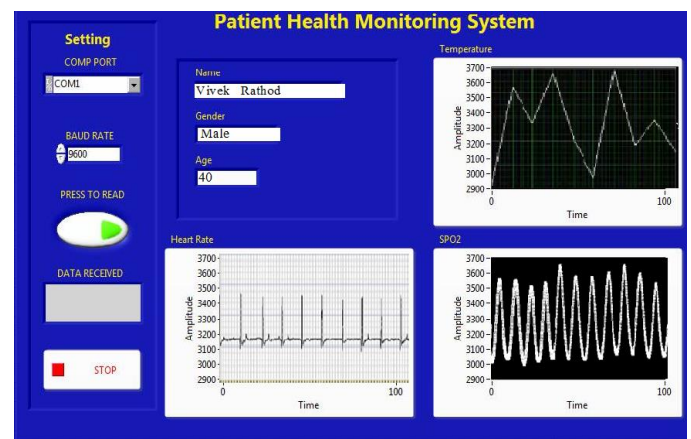 Patient Health Monitoring System
Setting
COMP PORT
COM1
BAUD RATE
9600
PRESS TO READ
DATA RECEIVED
STOP
Name
Vivek Rathod
Gender
Male
Age
40
Temperature
3700
3600
3500
3400
3300
3200
3100
3000
2900
Amplitude
0
100
Time
Heart Rate
3700
3600
3500
3400
3300
3200
3100
3000
2900
Amplitude
0
100
Time
SPO2
3700
3600
3500
3400
3300
3200
3100
3000
2900
Amplitude
0
100
Time